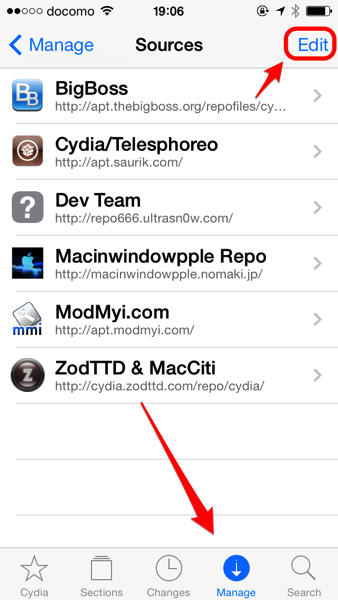 docomo 19:06
Manage Sources Edit
BB
BigBoss
http://apt.thebigboss.org/repofiles/cy…
Cydia/Telesphoreo
http://apt.saurik.com/
?
Dev Team
http://repo666.ultrasn0w.com/
Macinwindowpple Repo
http://macinwindowpple.nomaki.jp/
mmi
ModMyi.com
http://apt.modmyi.com/
Z
ZodTTD & MacCiti
http://cydia.zodttd.com/repo/cydia/
Cydia Sections Changes Manage Search